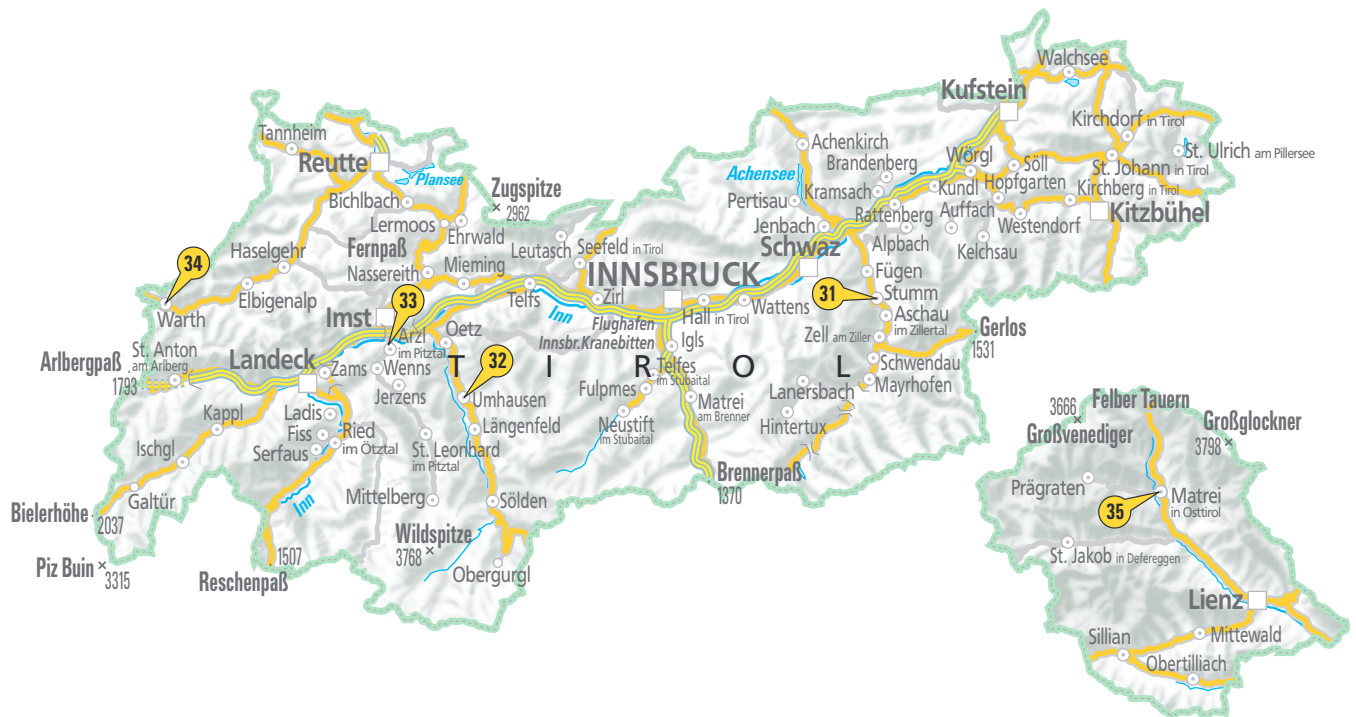 Walchsee
Kufstein
Kirchdorf in Tirol
Tannheim
Achenkirch
Brandenberg
Wörgl
Söll
St. Ulrich am Pillersee
St. Johann in Tirol
Reutte
Plansee
Zugspitze
2962
Achensee
Kramsach
Kundl
Hopfgarten
Kirchberg in Tirol
Bichlbach
Pertisau
Rattenberg
Auffach
Westendorf
Kitzbühel
Lermoos
Ehrwald
Jenbach
Alpbach
Kelchsau
Fernpaß
Leutasch
Seefeld in Tirol
Schwaz
Haselgehr
34
Nassereith
Mieming
INNSBRUCK
Fügen
Elbigenalp
33
Telfs
Zirl
Wattens
31
Stumm
Warth
Imst
Inn
Flughafen
Innsbr.Kranebitten
Hall in Tirol
Aschau
im Zillertal
Arzl
im Pitztal
Oetz
Igls
Zell am Ziller
Gerlos
1531
Arlbergpaß
1793
St. Anton
am Arlberg
Landeck
Zams
Wenns
32
TIROL
Telfes
im Stubaital
Schwendau
Mayrhofen
Jerzens
Umhausen
Fulpmes
Matrei
am Brenner
Lanersbach
Kappl
Ladis
Fiss
Serfaus
Ried
im Ötztal
Längenfeld
Neustift
im Stubaital
Hintertux
Ischgl
St. Leonhard
im Pitztal
Brennerpaß
1370
Galtür
Mittelberg
Sölden
Bielerhöhe
2037
Inn
Wildspitze
3768
Piz Buin
3315
1507
Reschenpaß
Obergurgl
3666
Felber Tauern
Großvenediger
Großglockner
3798
Prägraten
35
Matrei
in Osttirol
St. Jakob in Defereggen
Lienz
Sillian
Mittewald
Obertilliach